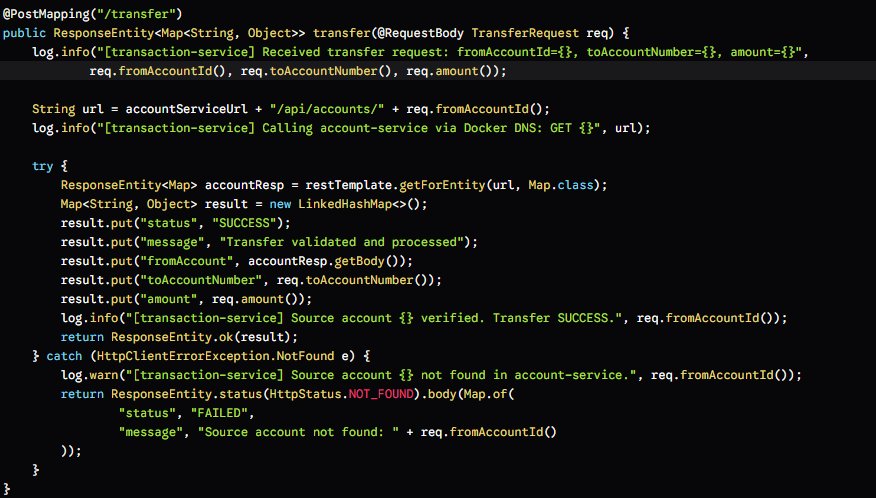 @PostMapping("/transfer")
public ResponseEntity<Map<String, Object>> transfer(@RequestBody TransferRequest req) {
    log.info("[transaction-service] Received transfer request: fromAccountId={}, toAccountNumber={}, amount={}",
            req.fromAccountId(), req.toAccountNumber(), req.amount());

    String url = accountServiceUrl + "/api/accounts/" + req.fromAccountId();
    log.info("[transaction-service] Calling account-service via Docker DNS: GET {}", url);

    try {
        ResponseEntity<Map> accountResp = restTemplate.getForEntity(url, Map.class);
        Map<String, Object> result = new LinkedHashMap<>();
        result.put("status", "SUCCESS");
        result.put("message", "Transfer validated and processed");
        result.put("fromAccount", accountResp.getBody());
        result.put("toAccountNumber", req.toAccountNumber());
        result.put("amount", req.amount());
        log.info("[transaction-service] Source account {} verified. Transfer SUCCESS.", req.fromAccountId());
        return ResponseEntity.ok(result);
    } catch (HttpClientErrorException.NotFound e) {
        log.warn("[transaction-service] Source account {} not found in account-service.", req.fromAccountId());
        return ResponseEntity.status(HttpStatus.NOT_FOUND).body(Map.of(
                "status", "FAILED",
                "message", "Source account not found: " + req.fromAccountId()
        ));
    }
}